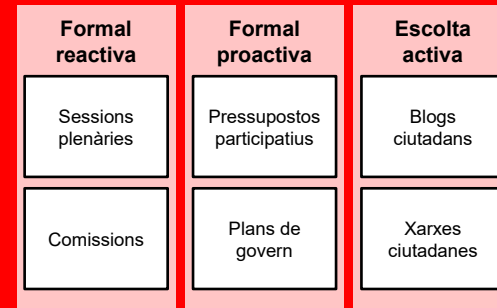 Formal
reactiva
Sessions
plenàries
Comissions
Formal
proactiva
Pressupostos
participatius
Plans de
govern
Escolta
activa
Blogs
ciutadans
Xarxes
ciutadanes